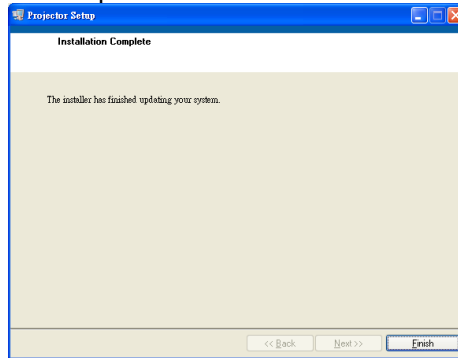 Projector Setup
Installation Complete
The installer has finished updating your system.
<< Back Next >> Finish